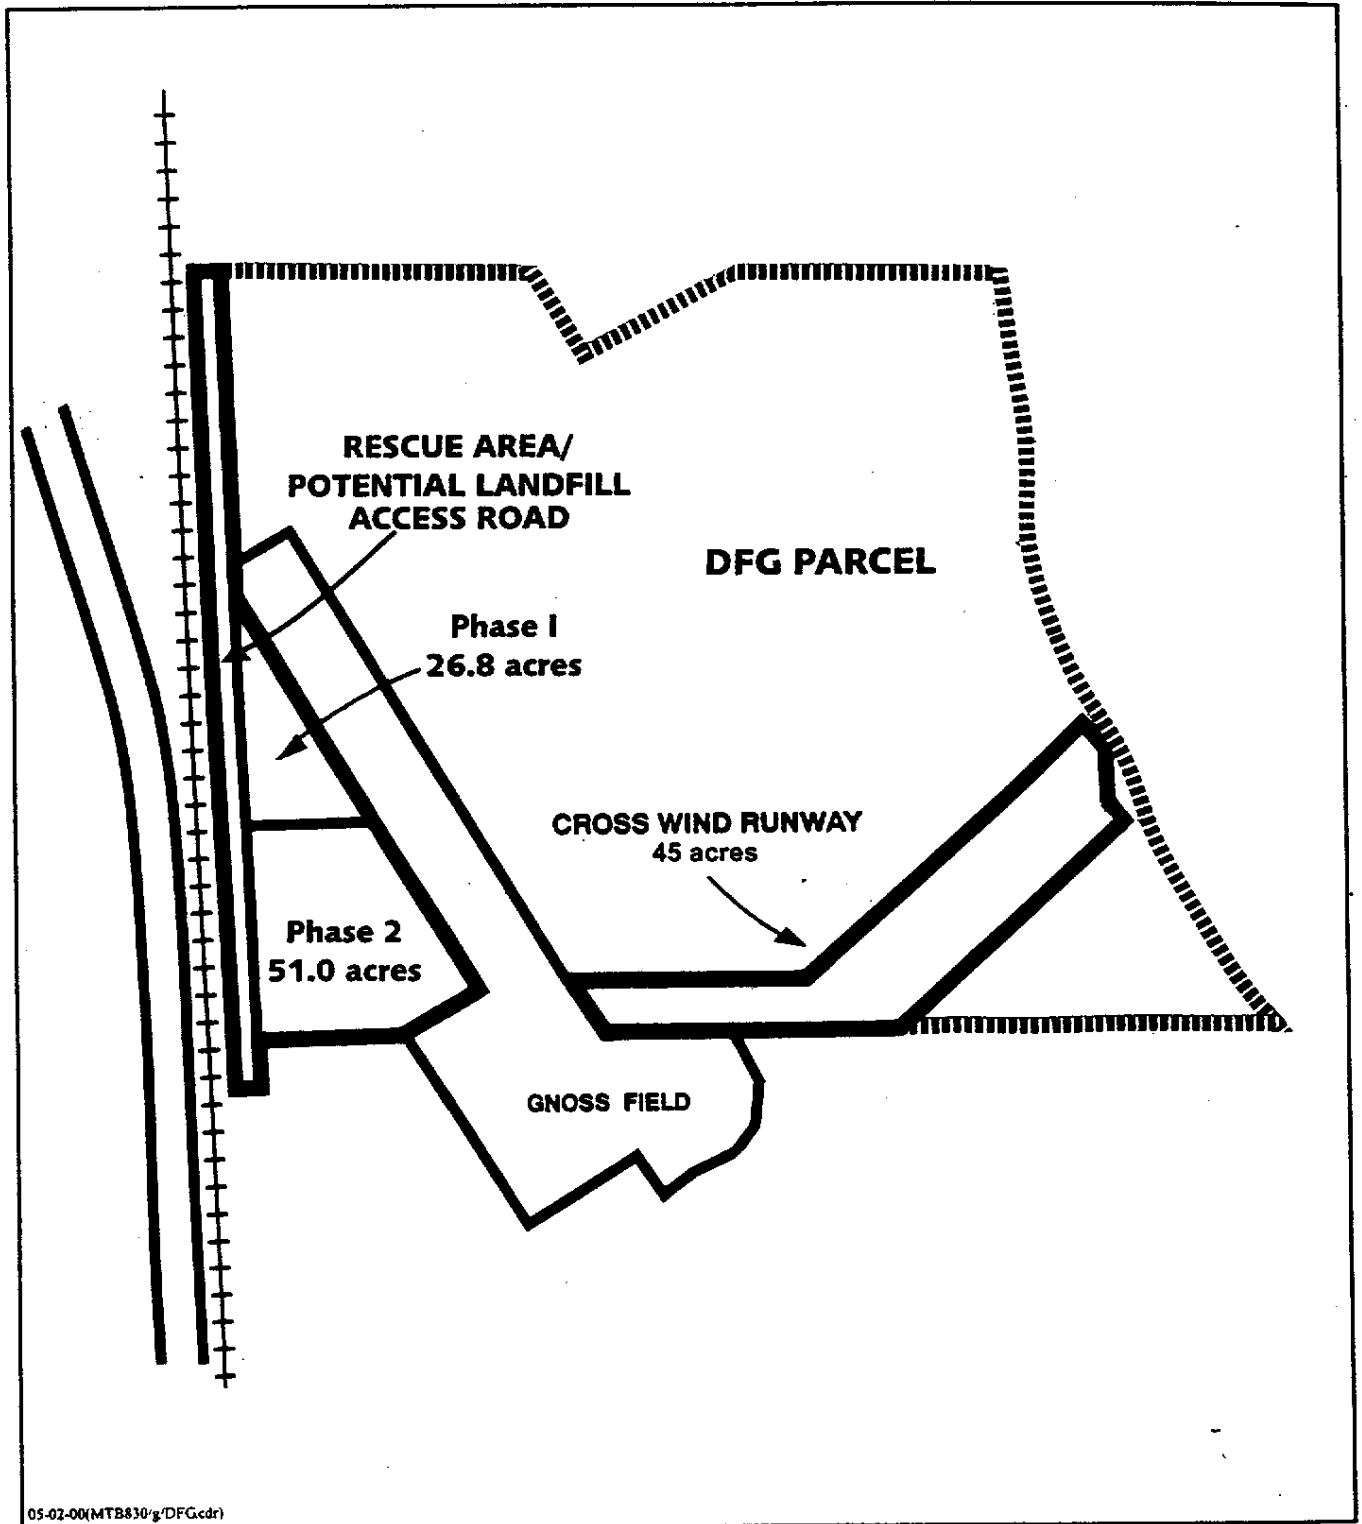 RESCUE AREA/
POTENTIAL LANDFILL
ACCESS ROAD
DFG PARCEL
Phase I
26.8 acres
CROSS WIND RUNWAY
45 acres
Phase 2
51.0 acres
GNOSS FIELD
05-02-00(MTB830/g/DFG.cdr)